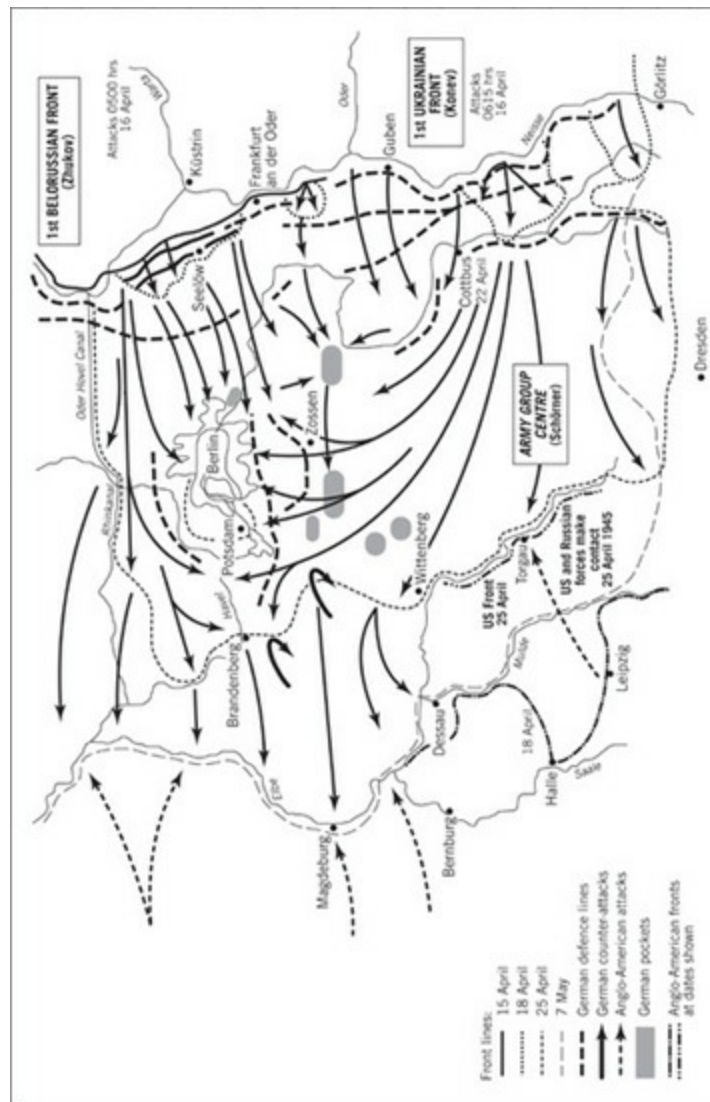 1st BELORUSSIAN FRONT
(Zhukov)
Attacks 0500 hrs
16 April
Warta
Küstrin
Oder
1st UKRAINIAN
FRONT
(Konev)
Attacks
0615 hrs
16 April
Neisse
Görlitz
Frankfurt
an der Oder
Guben
Seelow
Cottbus
22 April
Oder Hovel Canal
Dresden
ARMY GROUP
CENTRE
(Schörner)
Zossen
Berlin
Potsdam
Rhinkanal
Havel
Wittenberg
Torgau
US Front
25 April
US and Russian
forces make
contact
25 April 1945
Brandenberg
Dessau
Mulde
Leipzig
18 April
Halle
Saale
Elbe
Magdeburg
Bernburg
Front lines:
15 April
18 April
25 April
7 May
German defence lines
German counter-attacks
Anglo-American attacks
German pockets
Anglo-American fronts
at dates shown